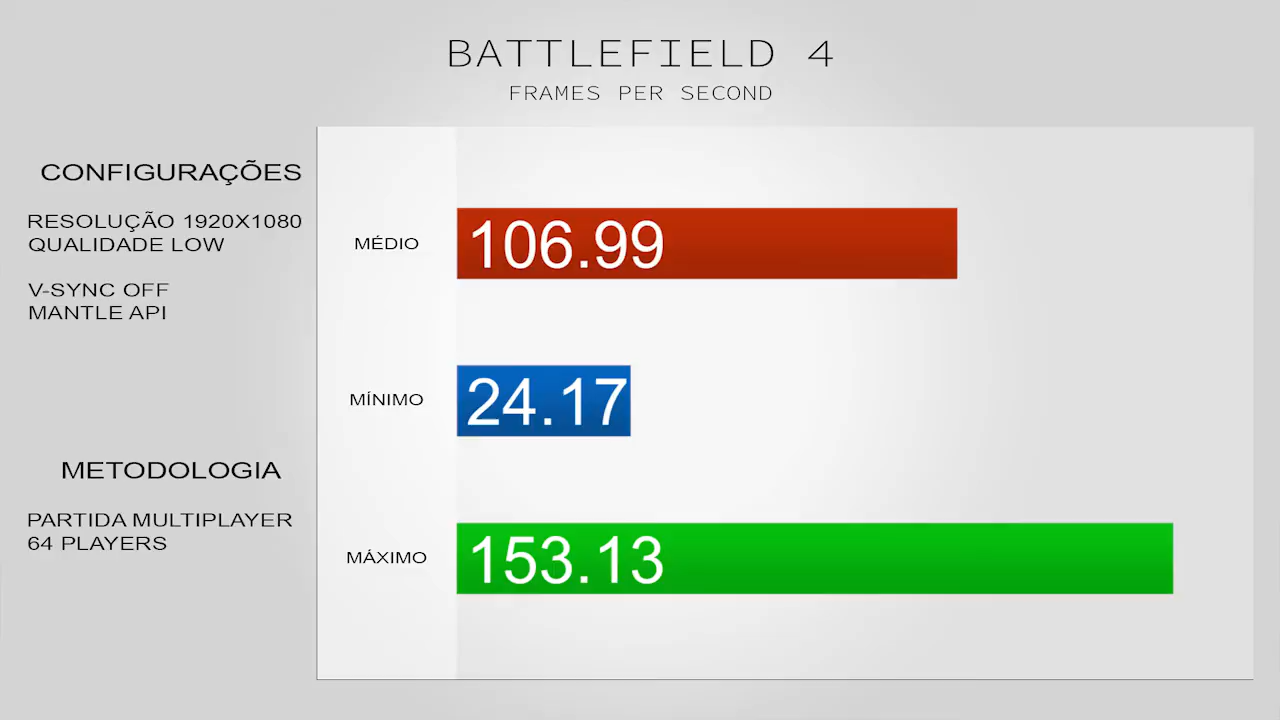 BATTLEFIELD 4
FRAMES PER SECOND
CONFIGURAÇÕES
RESOLUÇÃO 1920X1080
QUALIDADE LOW
V-SYNC OFF
MANTLE API
METODOLOGIA
PARTIDA MULTIPLAYER
64 PLAYERS
MÉDIO
106.99
MÍNIMO
24.17
MÁXIMO
153.13